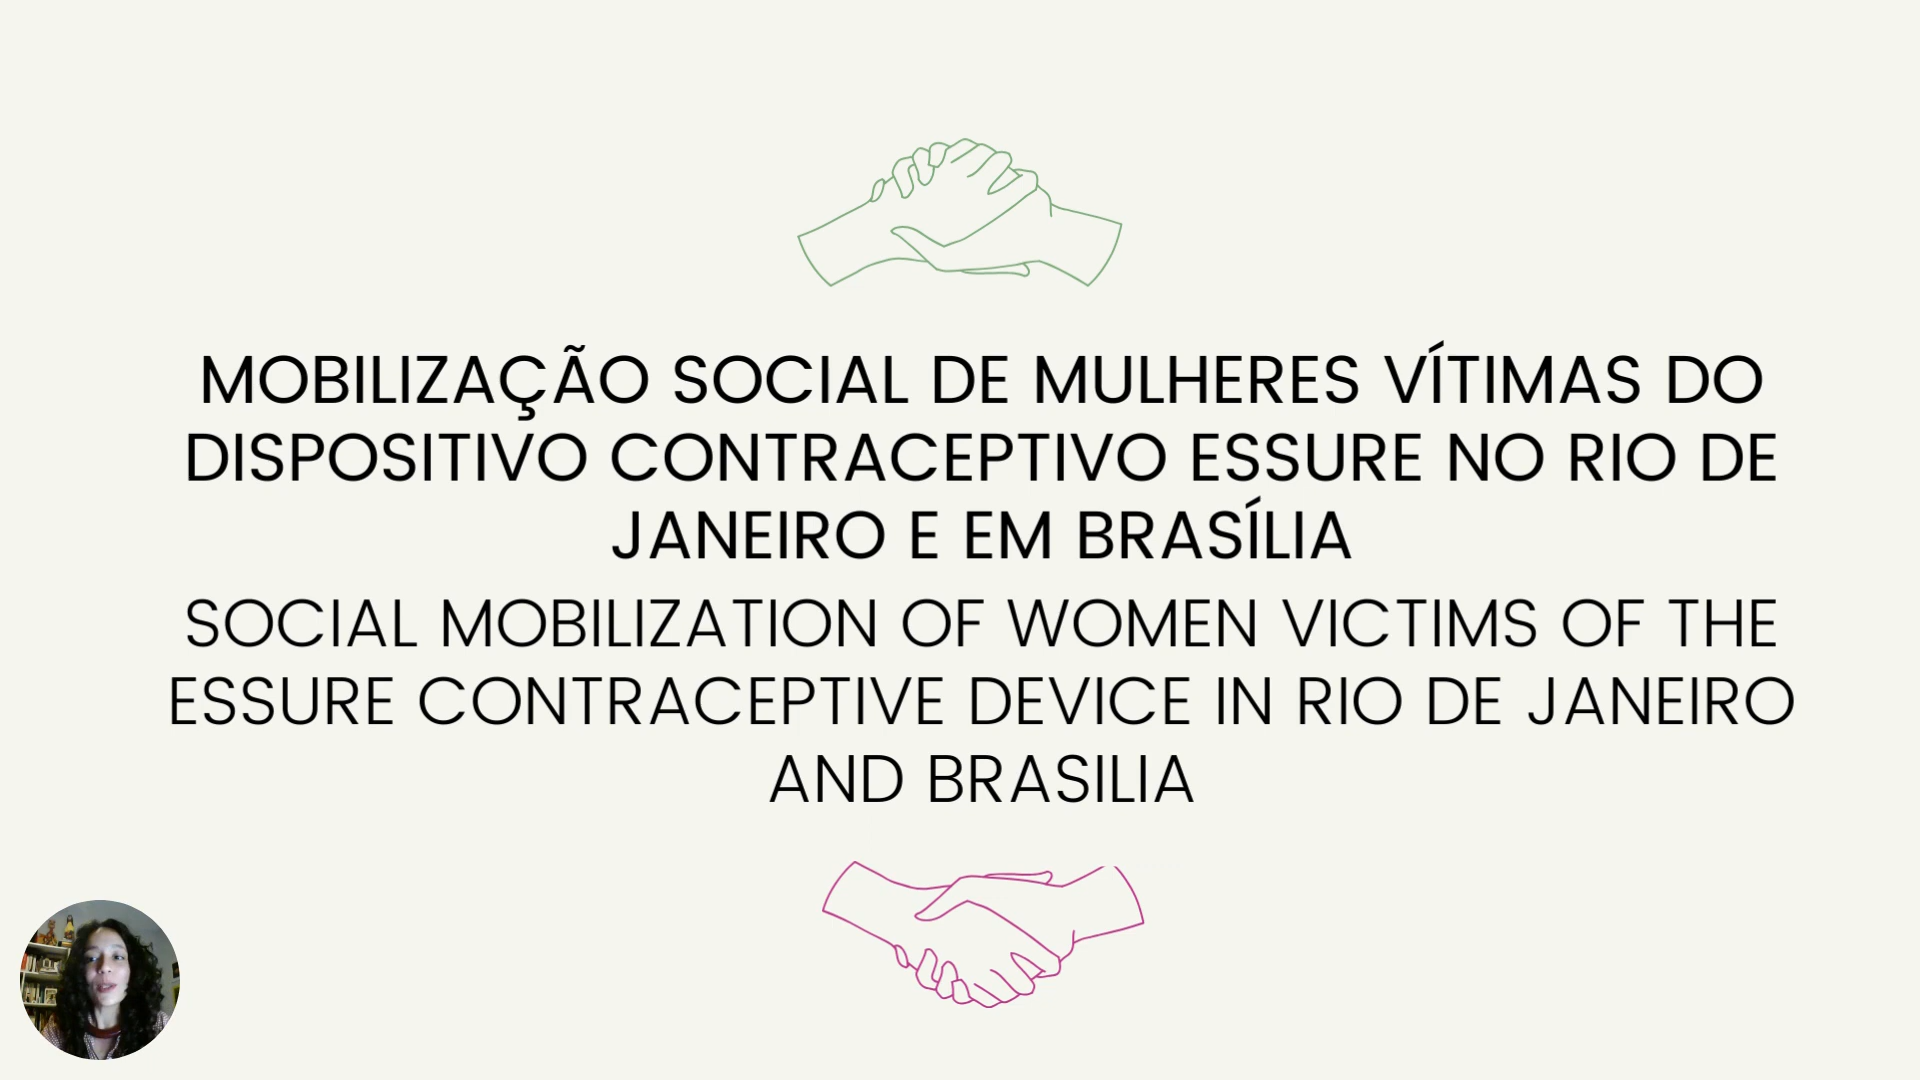 MOBILIZAÇÃO SOCIAL DE MULHERES VÍTIMAS DO
DISPOSITIVO CONTRACEPTIVO ESSURE NO RIO DE
JANEIRO E EM BRASÍLIA
SOCIAL MOBILIZATION OF WOMEN VICTIMS OF THE
ESSURE CONTRACEPTIVE DEVICE IN RIO DE JANEIRO
AND BRASILIA